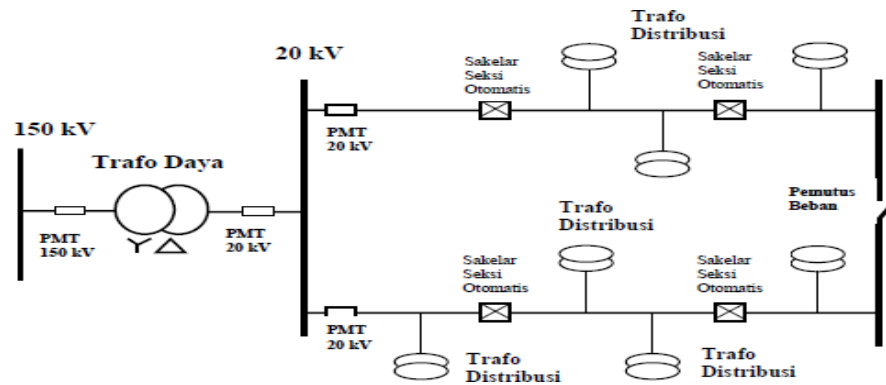 Trafo
Distribusi
20 kV
Sakelar
Seksi
Otomatis
Sakelar
Seksi
Otomatis
150 kV
PMT
20 kV
Trafo Daya
Pemutus
Beban
Trafo
Distribusi
PMT
150 kV
PMT
20 kV
Sakelar
Seksi
Otomatis
Sakelar
Seksi
Otomatis
PMT
20 kV
Trafo
Distribusi
Trafo
Distribusi